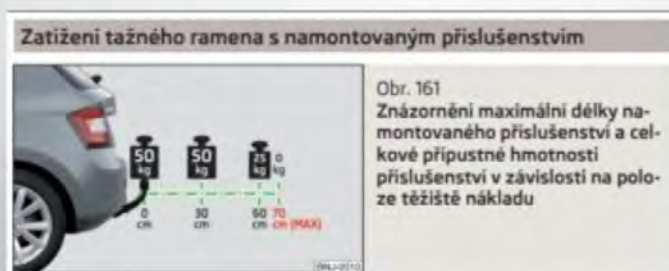 Zatížení tažného ramena s namontovaným příslušenstvím
Obr. 161
Znázornění maximální délky na-
montovaného příslušenství a cel-
kové přípustné hmotnosti
příslušenství v závislosti na polo-
ze těžiště nákladu
50 kg
50 kg
25 kg
0 kg
0 cm
30 cm
60 cm
70 cm (MAX)